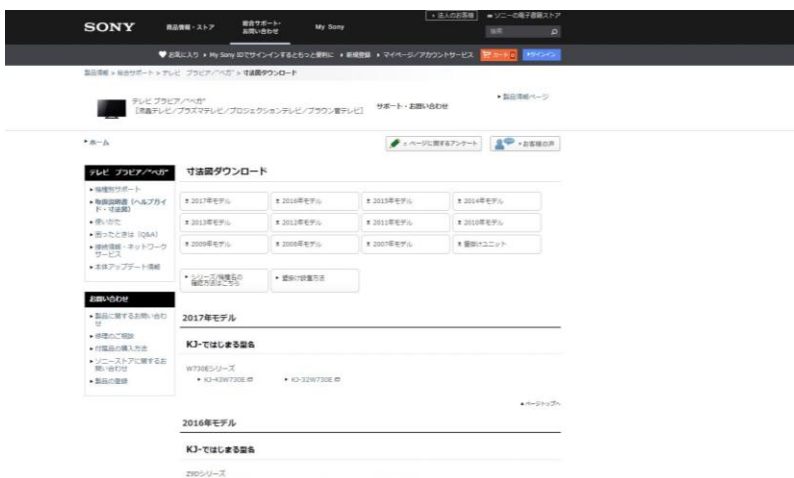 SONY
商品情報・ストア
総合サポート・
お問い合わせ
My Sony
法人のお客様
ソニーの電子書籍ストア
検索
お気に入り
My Sony IDでサインインするともっと便利に
新規登録
マイページ/アカウントサービス
カート 0
サインイン
製品情報 > 総合サポート > テレビ ブラビア/"ベガ" > 寸法図ダウンロード
テレビ ブラビア/"ベガ"
[液晶テレビ/プラズマテレビ/プロジェクションテレビ/ブラウン管テレビ]
サポート・お問い合わせ
製品情報ページ
ホーム
ページに関するアンケート
お客様の声
テレビ ブラビア/"ベガ"
機種別サポート
取扱説明書(ヘルプガイ
ド・寸法図)
使いかた
困ったときは(Q&A)
接続情報・ネットワーク
サービス
本体アップデート情報
お問い合わせ
製品に関するお問い合わ
せ
修理のご相談
付属品の購入方法
ソニーストアに関するお
問い合わせ
製品の登録
寸法図ダウンロード
2017年モデル
2016年モデル
2015年モデル
2014年モデル
2013年モデル
2012年モデル
2011年モデル
2010年モデル
2009年モデル
2008年モデル
2007年モデル
壁掛けユニット
シリーズ/機種名の
確認方法はこちら
壁掛け設置方法
2017年モデル
KJ-ではじまる型名
W730Eシリーズ
KJ-43W730E
KJ-32W730E
ページトップへ
2016年モデル
KJ-ではじまる型名
Z9Dシリーズ